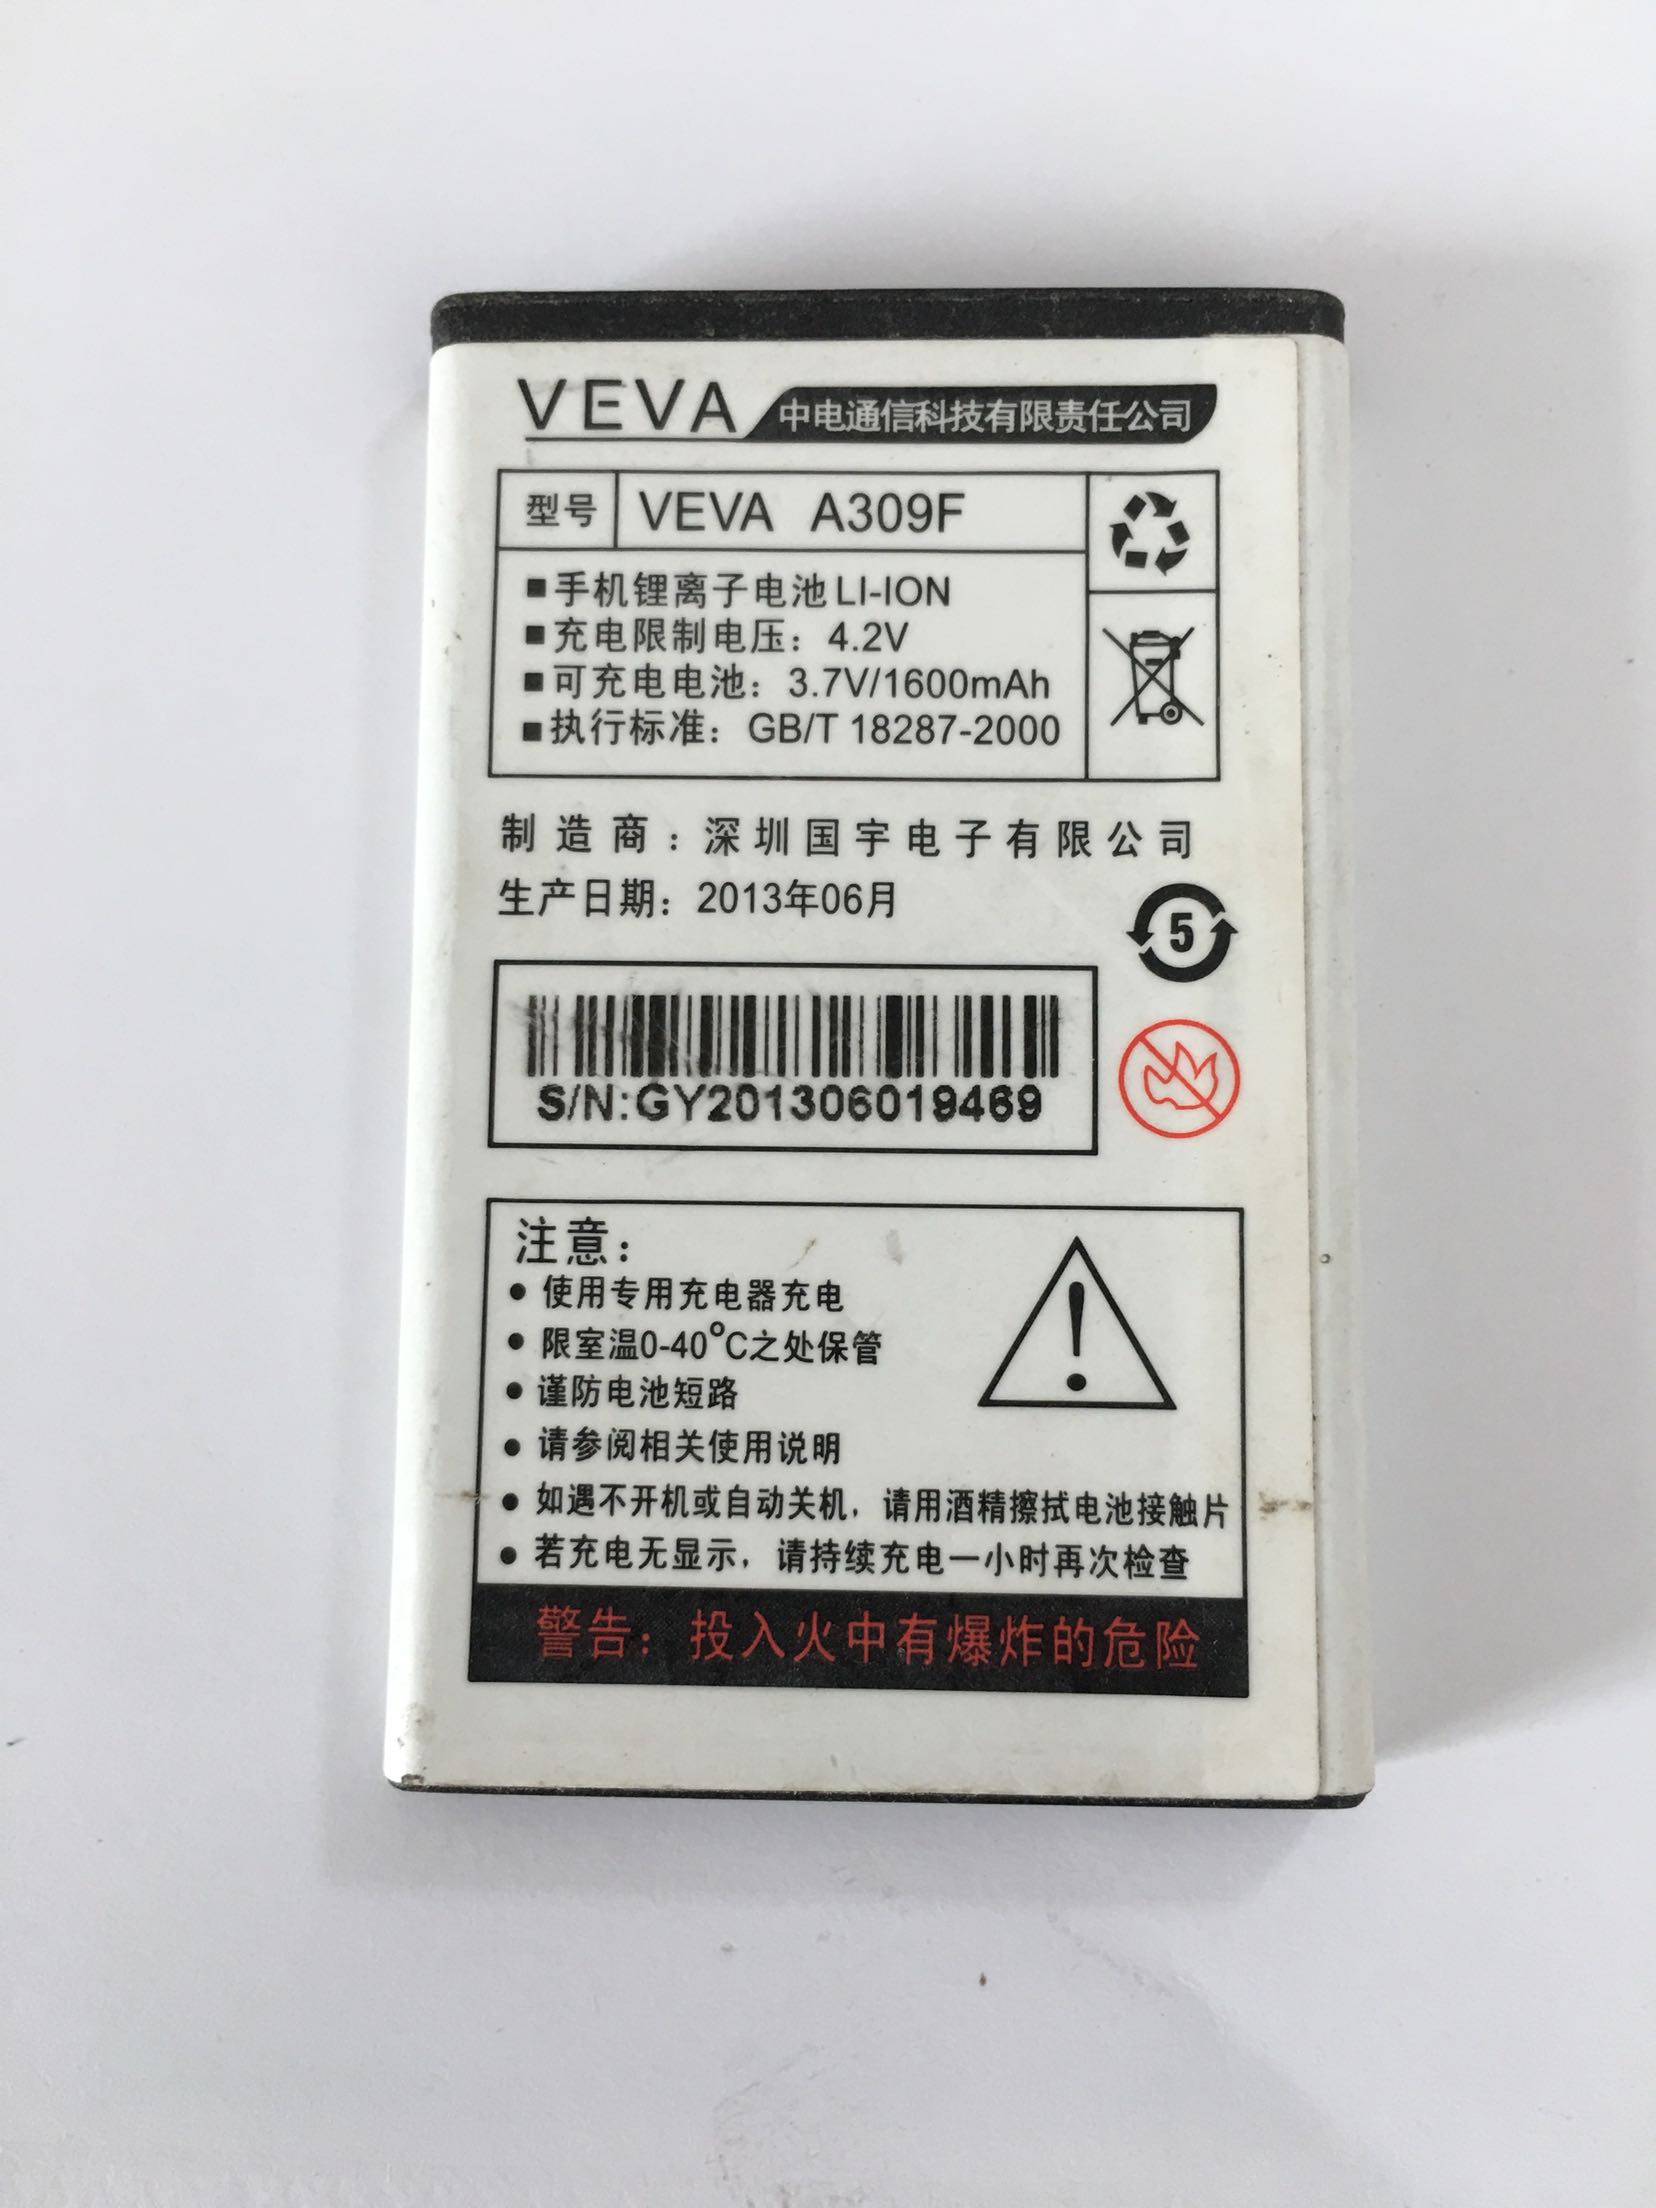 VEVA 中电通信科技有限责任公司
型号 VEVA A309F
■手机锂离子电池LI-ION
■充电限制电压：4.2V
■可充电电池：3.7V/1600mAh
■执行标准：GB/T 18287-2000
制造商：深圳国宇电子有限公司
生产日期：2013年06月
5
S/N:GY201306019469
注意：
• 使用专用充电器充电
• 限室温0-40°C之处保管
• 谨防电池短路
• 请参阅相关使用说明
• 如遇不开机或自动关机，请用酒精擦拭电池接触片
• 若充电无显示，请持续充电一小时再次检查
警告：投入火中有爆炸的危险